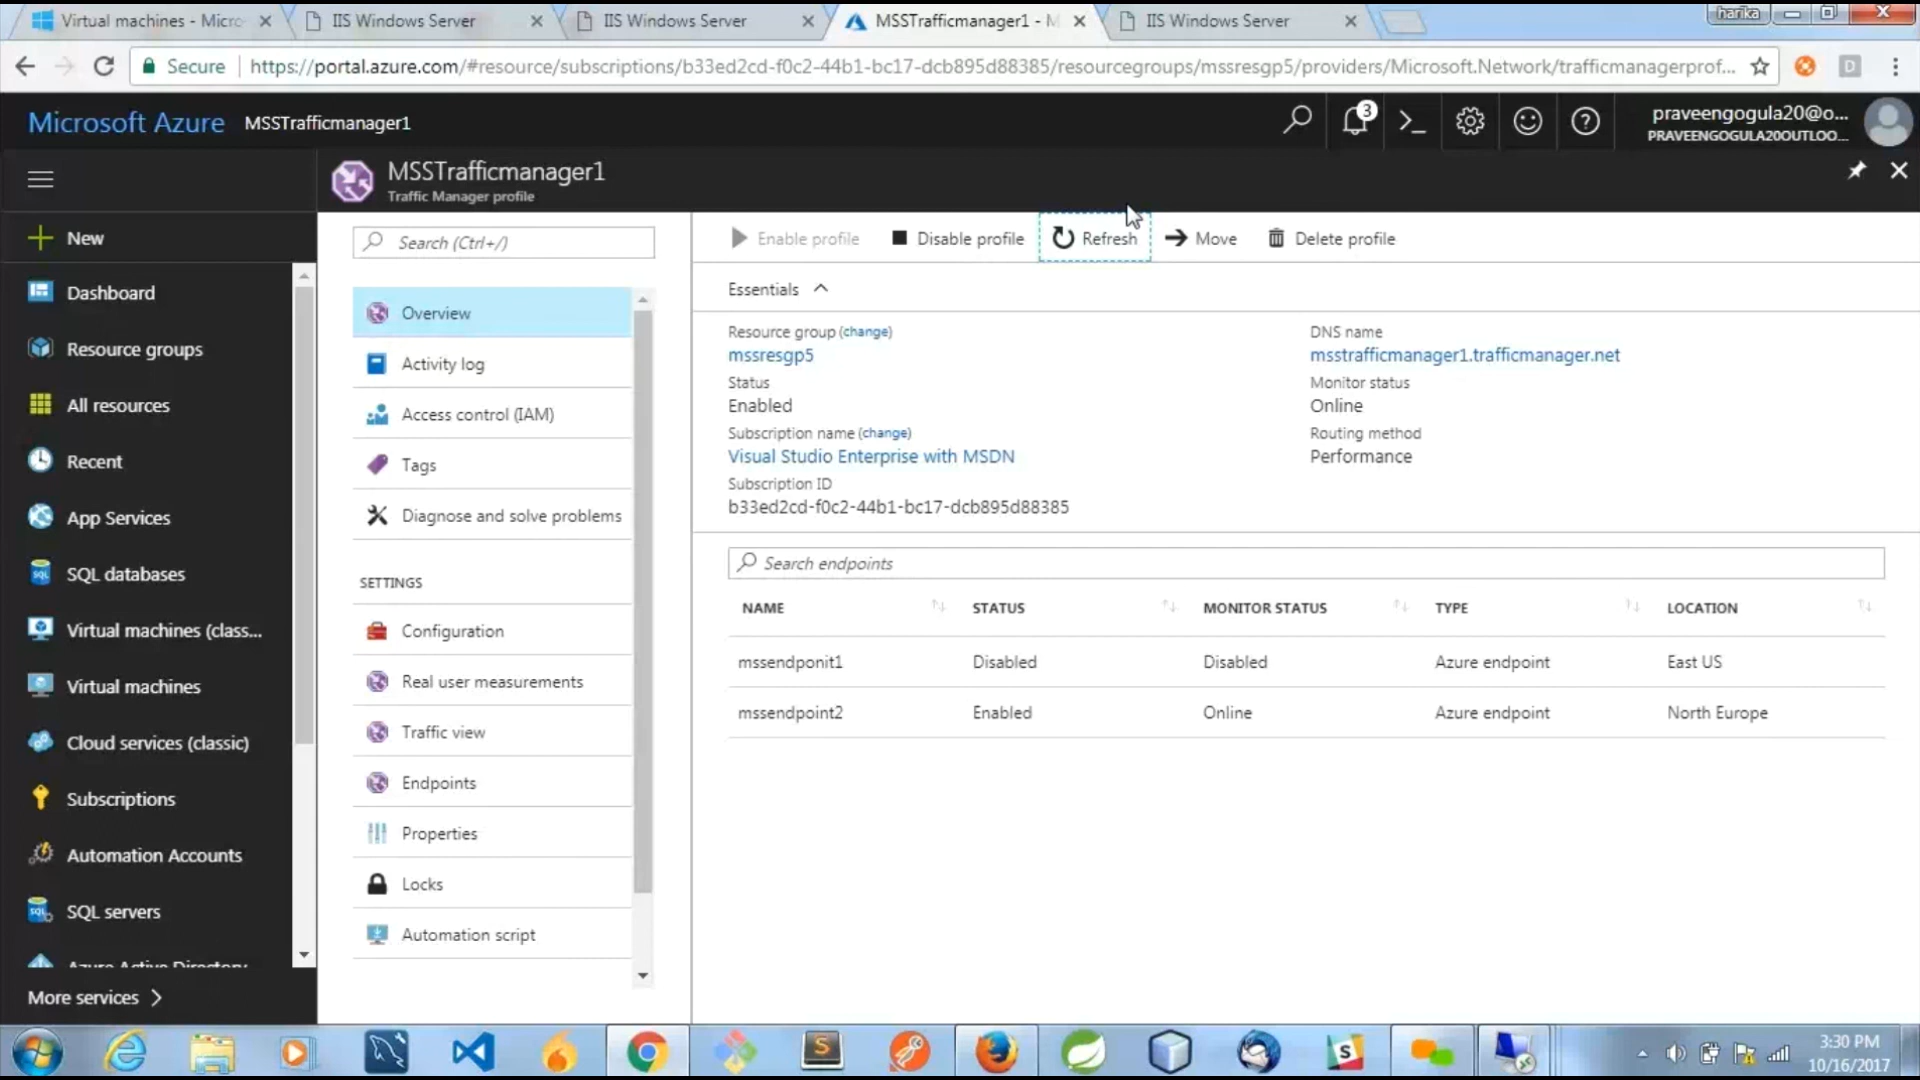 Virtual machines - Micro
IIS Windows Server
IIS Windows Server
MSSTrafficmanager1 - M
IIS Windows Server
harika
Secure
https://portal.azure.com/#resource/subscriptions/b33ed2cd-f0c2-44b1-bc17-dcb895d88385/resourcegroups/mssresgp5/providers/Microsoft.Network/trafficmanagerprof...
D
Microsoft Azure
MSSTrafficmanager1
3
praveengogula20@o...
PRAVEENGOGULA20OUTLOO...
MSSTrafficmanager1
Traffic Manager profile
New
Dashboard
Resource groups
All resources
Recent
App Services
SQL databases
Virtual machines (class...
Virtual machines
Cloud services (classic)
Subscriptions
Automation Accounts
SQL servers
Azure Active Directory
More services
Search (Ctrl+/)
Overview
Activity log
Access control (IAM)
Tags
Diagnose and solve problems
SETTINGS
Configuration
Real user measurements
Traffic view
Endpoints
Properties
Locks
Automation script
Enable profile
Disable profile
Refresh
Move
Delete profile
Essentials
Resource group (change)
mssresgp5
Status
Enabled
Subscription name (change)
Visual Studio Enterprise with MSDN
Subscription ID
b33ed2cd-f0c2-44b1-bc17-dcb895d88385
DNS name
msstrafficmanager1.trafficmanager.net
Monitor status
Online
Routing method
Performance
Search endpoints
NAME STATUS MONITOR STATUS TYPE LOCATION
mssendponit1 Disabled Disabled Azure endpoint East US
mssendpoint2 Enabled Online Azure endpoint North Europe
3:30 PM
10/16/2017